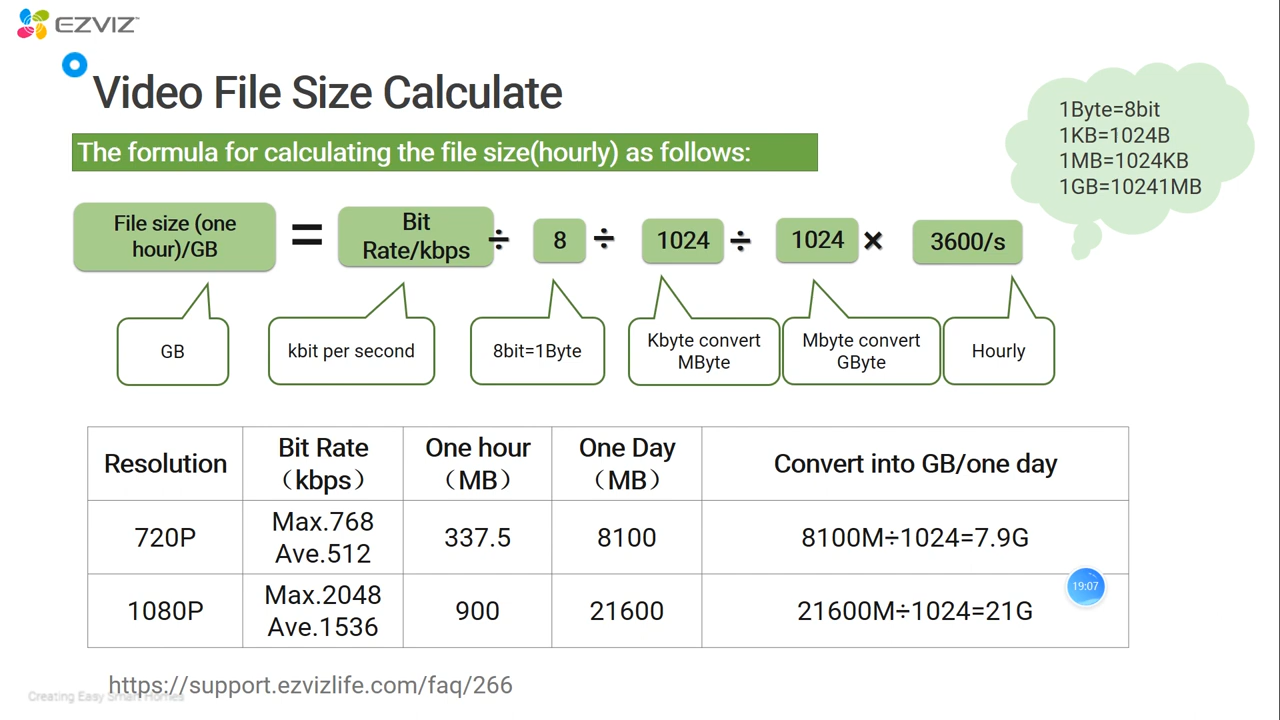 EZVIZ
Video File Size Calculate
1Byte=8bit
1KB=1024B
1MB=1024KB
1GB=10241MB
The formula for calculating the file size(hourly) as follows:
File size (one
hour)/GB
=
Bit
Rate/kbps
÷
8
÷
1024
÷
1024
×
3600/s
GB
kbit per second
8bit=1Byte
Kbyte convert
MByte
Mbyte convert
GByte
Hourly
Resolution
Bit Rate
（kbps）
One hour
（MB）
One Day
（MB）
Convert into GB/one day
720P
Max.768
Ave.512
337.5
8100
8100M÷1024=7.9G
1080P
Max.2048
Ave.1536
900
21600
21600M÷1024=21G
19:07
https://support.ezvizlife.com/faq/266
Creating Easy Smart Homes